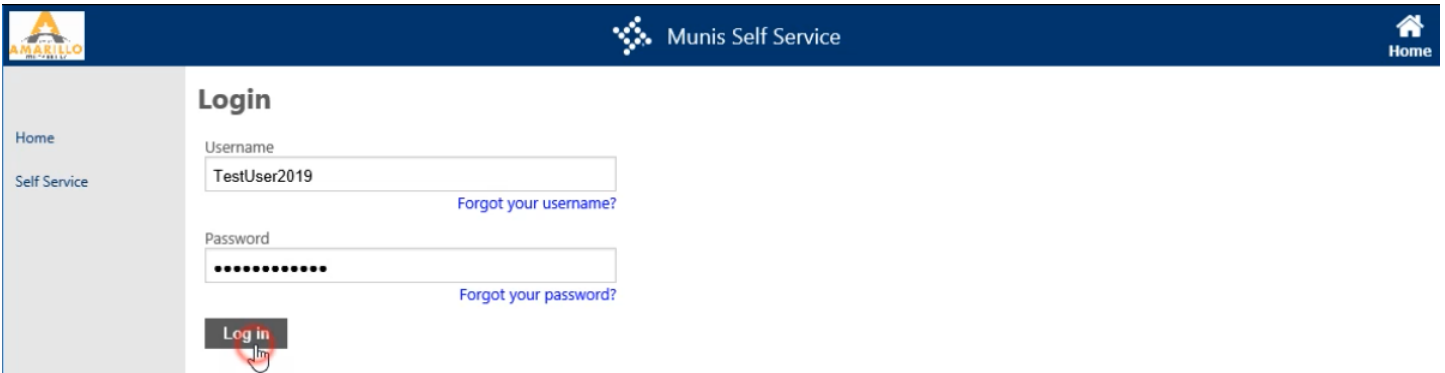 AMARILLO
Munis Self Service
Home
Login
Home
Self Service
Username
TestUser2019
Forgot your username?
Password
Forgot your password?
Log in